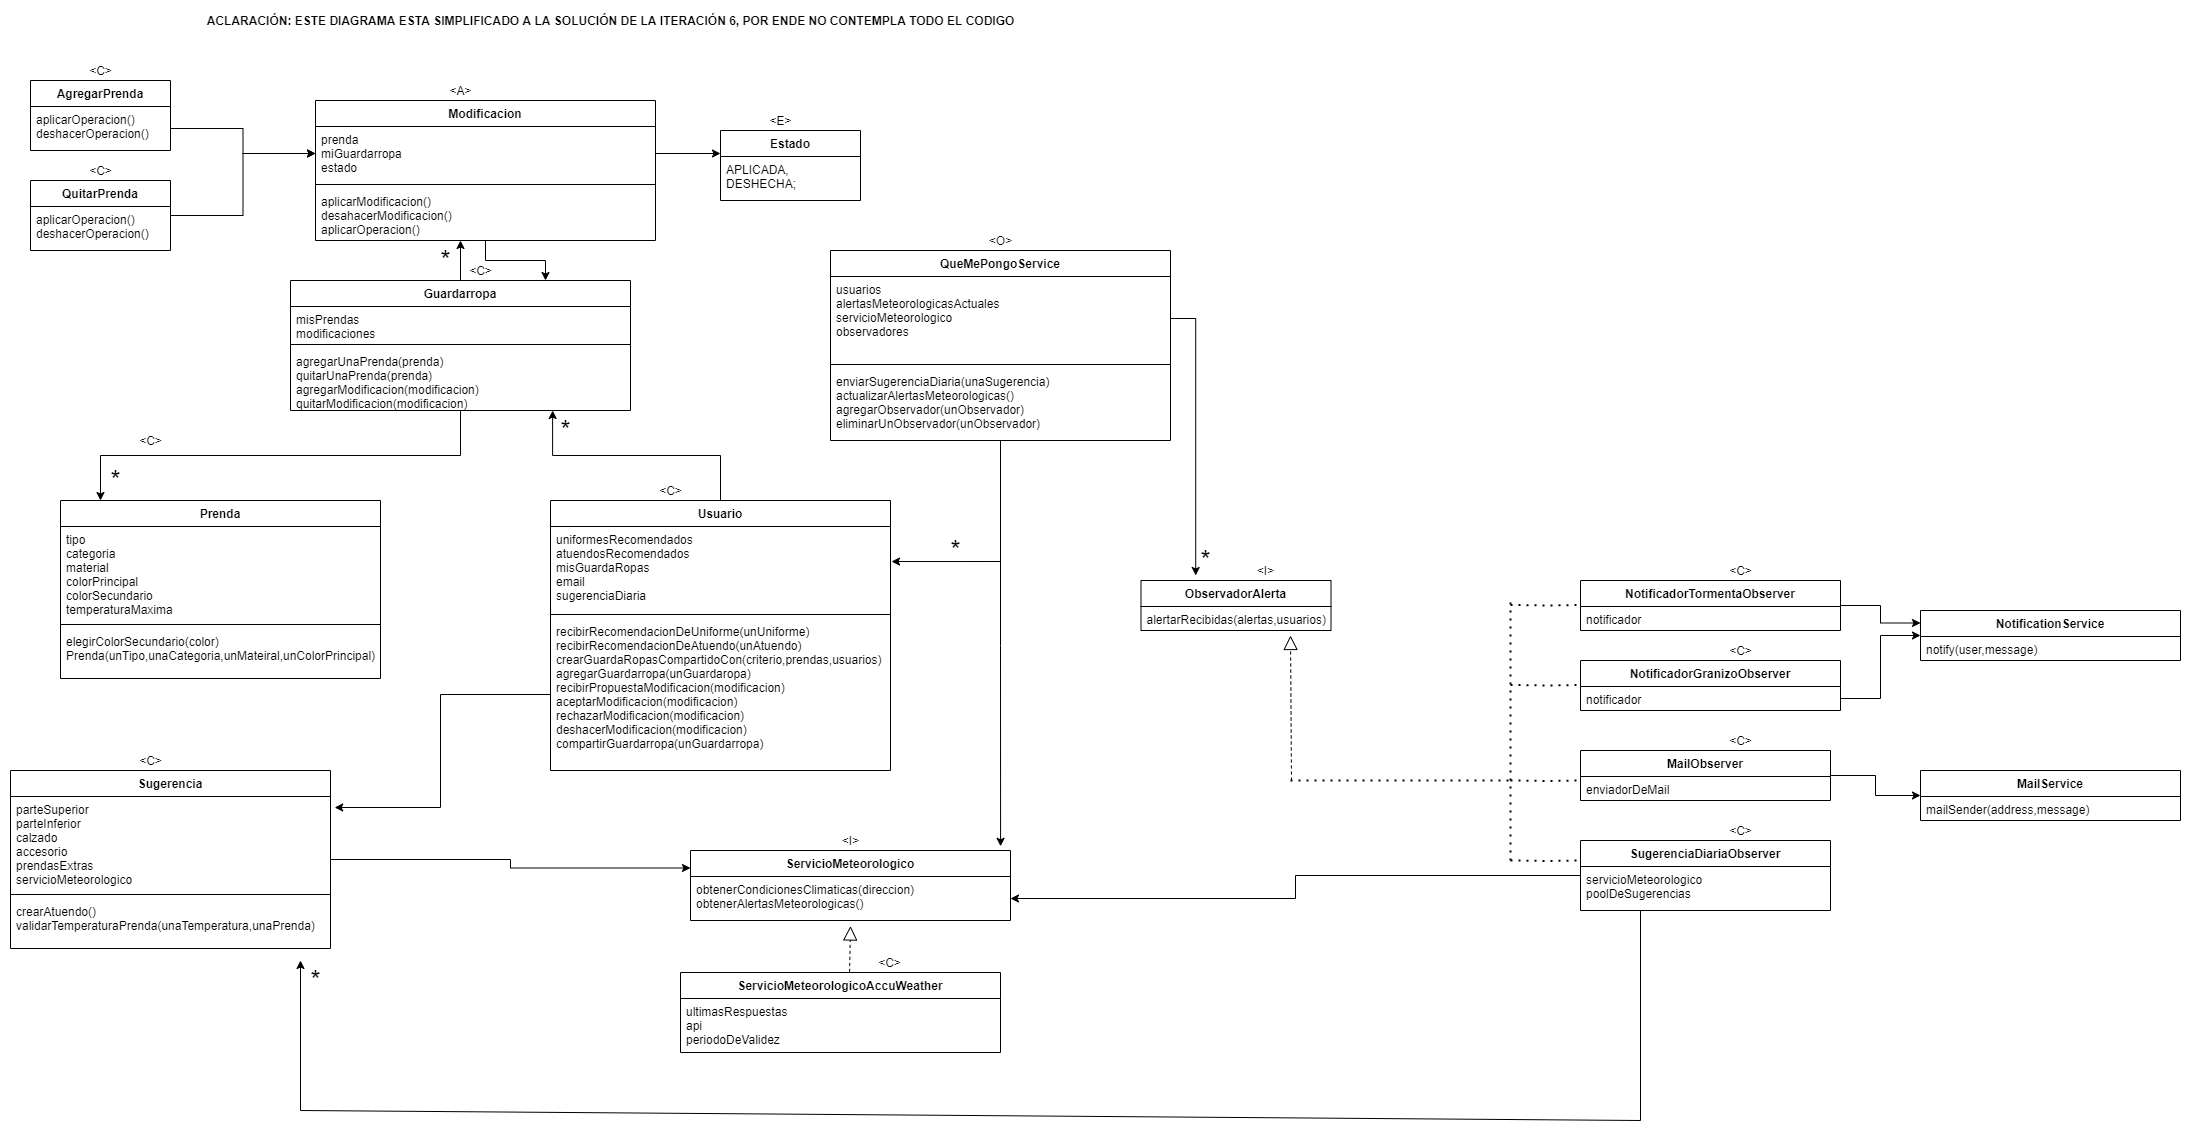 ACLARACIÓN: ESTE DIAGRAMA ESTA SIMPLIFICADO A LA SOLUCIÓN DE LA ITERACIÓN 6, POR ENDE NO CONTEMPLA TODO EL CODIGO
<C>
AgregarPrenda
aplicarOperacion()
deshacerOperacion()
<C>
QuitarPrenda
aplicarOperacion()
deshacerOperacion()
<A>
Modificacion
prenda
miGuardarropa
estado
aplicarModificacion()
desahacerModificacion()
aplicarOperacion()
<E>
Estado
APLICADA,
DESHECHA;
*
<C>
Guardarropa
misPrendas
modificaciones
agregarUnaPrenda(prenda)
quitarUnaPrenda(prenda)
agregarModificacion(modificacion)
quitarModificacion(modificacion)
<O>
QueMePongoService
usuarios
alertasMeteorologicasActuales
servicioMeteorologico
observadores
enviarSugerenciaDiaria(unaSugerencia)
actualizarAlertasMeteorologicas()
agregarObservador(unObservador)
eliminarUnObservador(unObservador)
*
<C>
*
Prenda
tipo
categoria
material
colorPrincipal
colorSecundario
temperaturaMaxima
elegirColorSecundario(color)
Prenda(unTipo,unaCategoria,unMateiral,unColorPrincipal)
<C>
Usuario
uniformesRecomendados
atuendosRecomendados
misGuardaRopas
email
sugerenciaDiaria
recibirRecomendacionDeUniforme(unUniforme)
recibirRecomendacionDeAtuendo(unAtuendo)
crearGuardaRopasCompartidoCon(criterio,prendas,usuarios)
agregarGuardarropa(unGuardaropa)
recibirPropuestaModificacion(modificacion)
aceptarModificacion(modificacion)
rechazarModificacion(modificacion)
deshacerModificacion(modificacion)
compartirGuardarropa(unGuardarropa)
*
*
<I>
ObservadorAlerta
alertarRecibidas(alertas,usuarios)
<C>
NotificadorTormentaObserver
notificador
<C>
NotificadorGranizoObserver
notificador
NotificationService
notify(user,message)
<C>
MailObserver
enviadorDeMail
MailService
mailSender(address,message)
<C>
SugerenciaDiariaObserver
servicioMeteorologico
poolDeSugerencias
<C>
Sugerencia
parteSuperior
parteInferior
calzado
accesorio
prendasExtras
servicioMeteorologico
crearAtuendo()
validarTemperaturaPrenda(unaTemperatura,unaPrenda)
*
<I>
ServicioMeteorologico
obtenerCondicionesClimaticas(direccion)
obtenerAlertasMeteorologicas()
<C>
ServicioMeteorologicoAccuWeather
ultimasRespuestas
api
periodoDeValidez